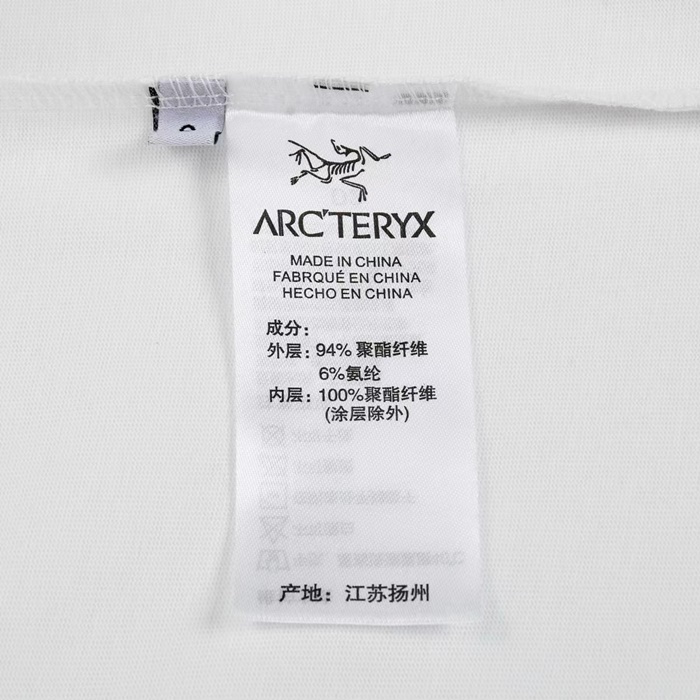 ARC'TERYX
MADE IN CHINA
FABRQUÉ EN CHINA
HECHO EN CHINA
成分：
外层：94% 聚酯纤维
6%氨纶
内层：100%聚酯纤维
(涂层除外)
产地：江苏扬州